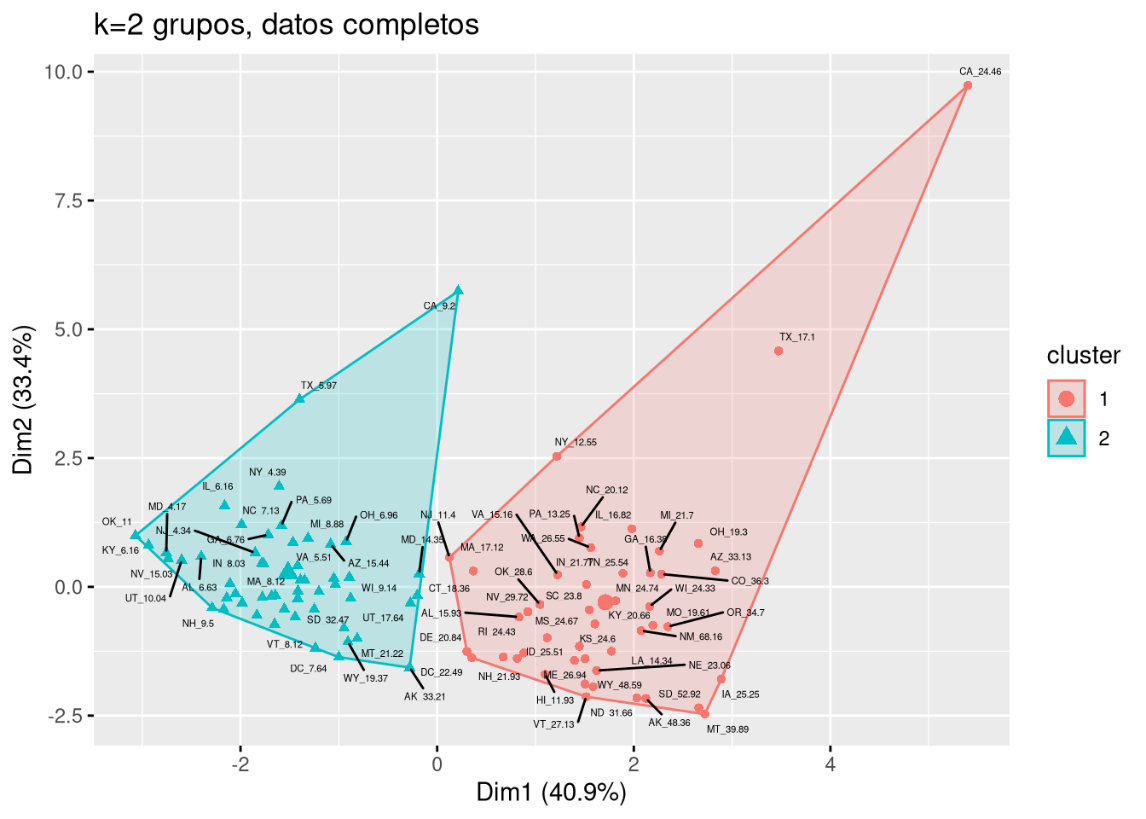 k=2 grupos, datos completos
CA_24.46
10.0
7.5
TX_17.1
5.0
CA_9.2
TX_5.97
cluster
1
2
Dim2 (33.4%)
NY_12.55
2.5
NY_4.39
IL_6.16
NC_20.12
MD_4.17
PA_5.69
NC_7.13
OH_6.96
NJ_11.4
VA_15.16
PA_13.25
IL_16.82
MI_21.7
OK_11
NJ_4.34
GA_6.76
MI_8.88
MD_14.35
WA_26.55
GA_16.38
OH_19.3
KY_6.16
MA_17.12
VA_5.51
AZ_15.44
IN_8.03
AZ_33.13
NV_15.03
OK_28.6
CO_36.3
0.0
UT_10.04
AL_6.63
MA_8.12
WI_9.14
CT_18.36
NV_29.72
SC_23.8
MN_24.74
WI_24.33
AL_15.93
MS_24.67
KY_20.66
MO_19.61
OR_34.7
NH_9.5
SD_32.47
UT_17.64
RI_24.43
DE_20.84
KS_24.6
NM_68.16
VT_8.12
MT_21.22
ID_25.51
LA_14.34
NE_23.06
DC_7.64
WY_19.37
DC_22.49
NH_21.93
ME_26.94
WY_48.59
SD_52.92
IA_25.25
AK_33.21
HI_11.93
ND_31.66
AK_48.36
VT_27.13
MT_39.89
-2.5
-2
0
2
4
Dim1 (40.9%)